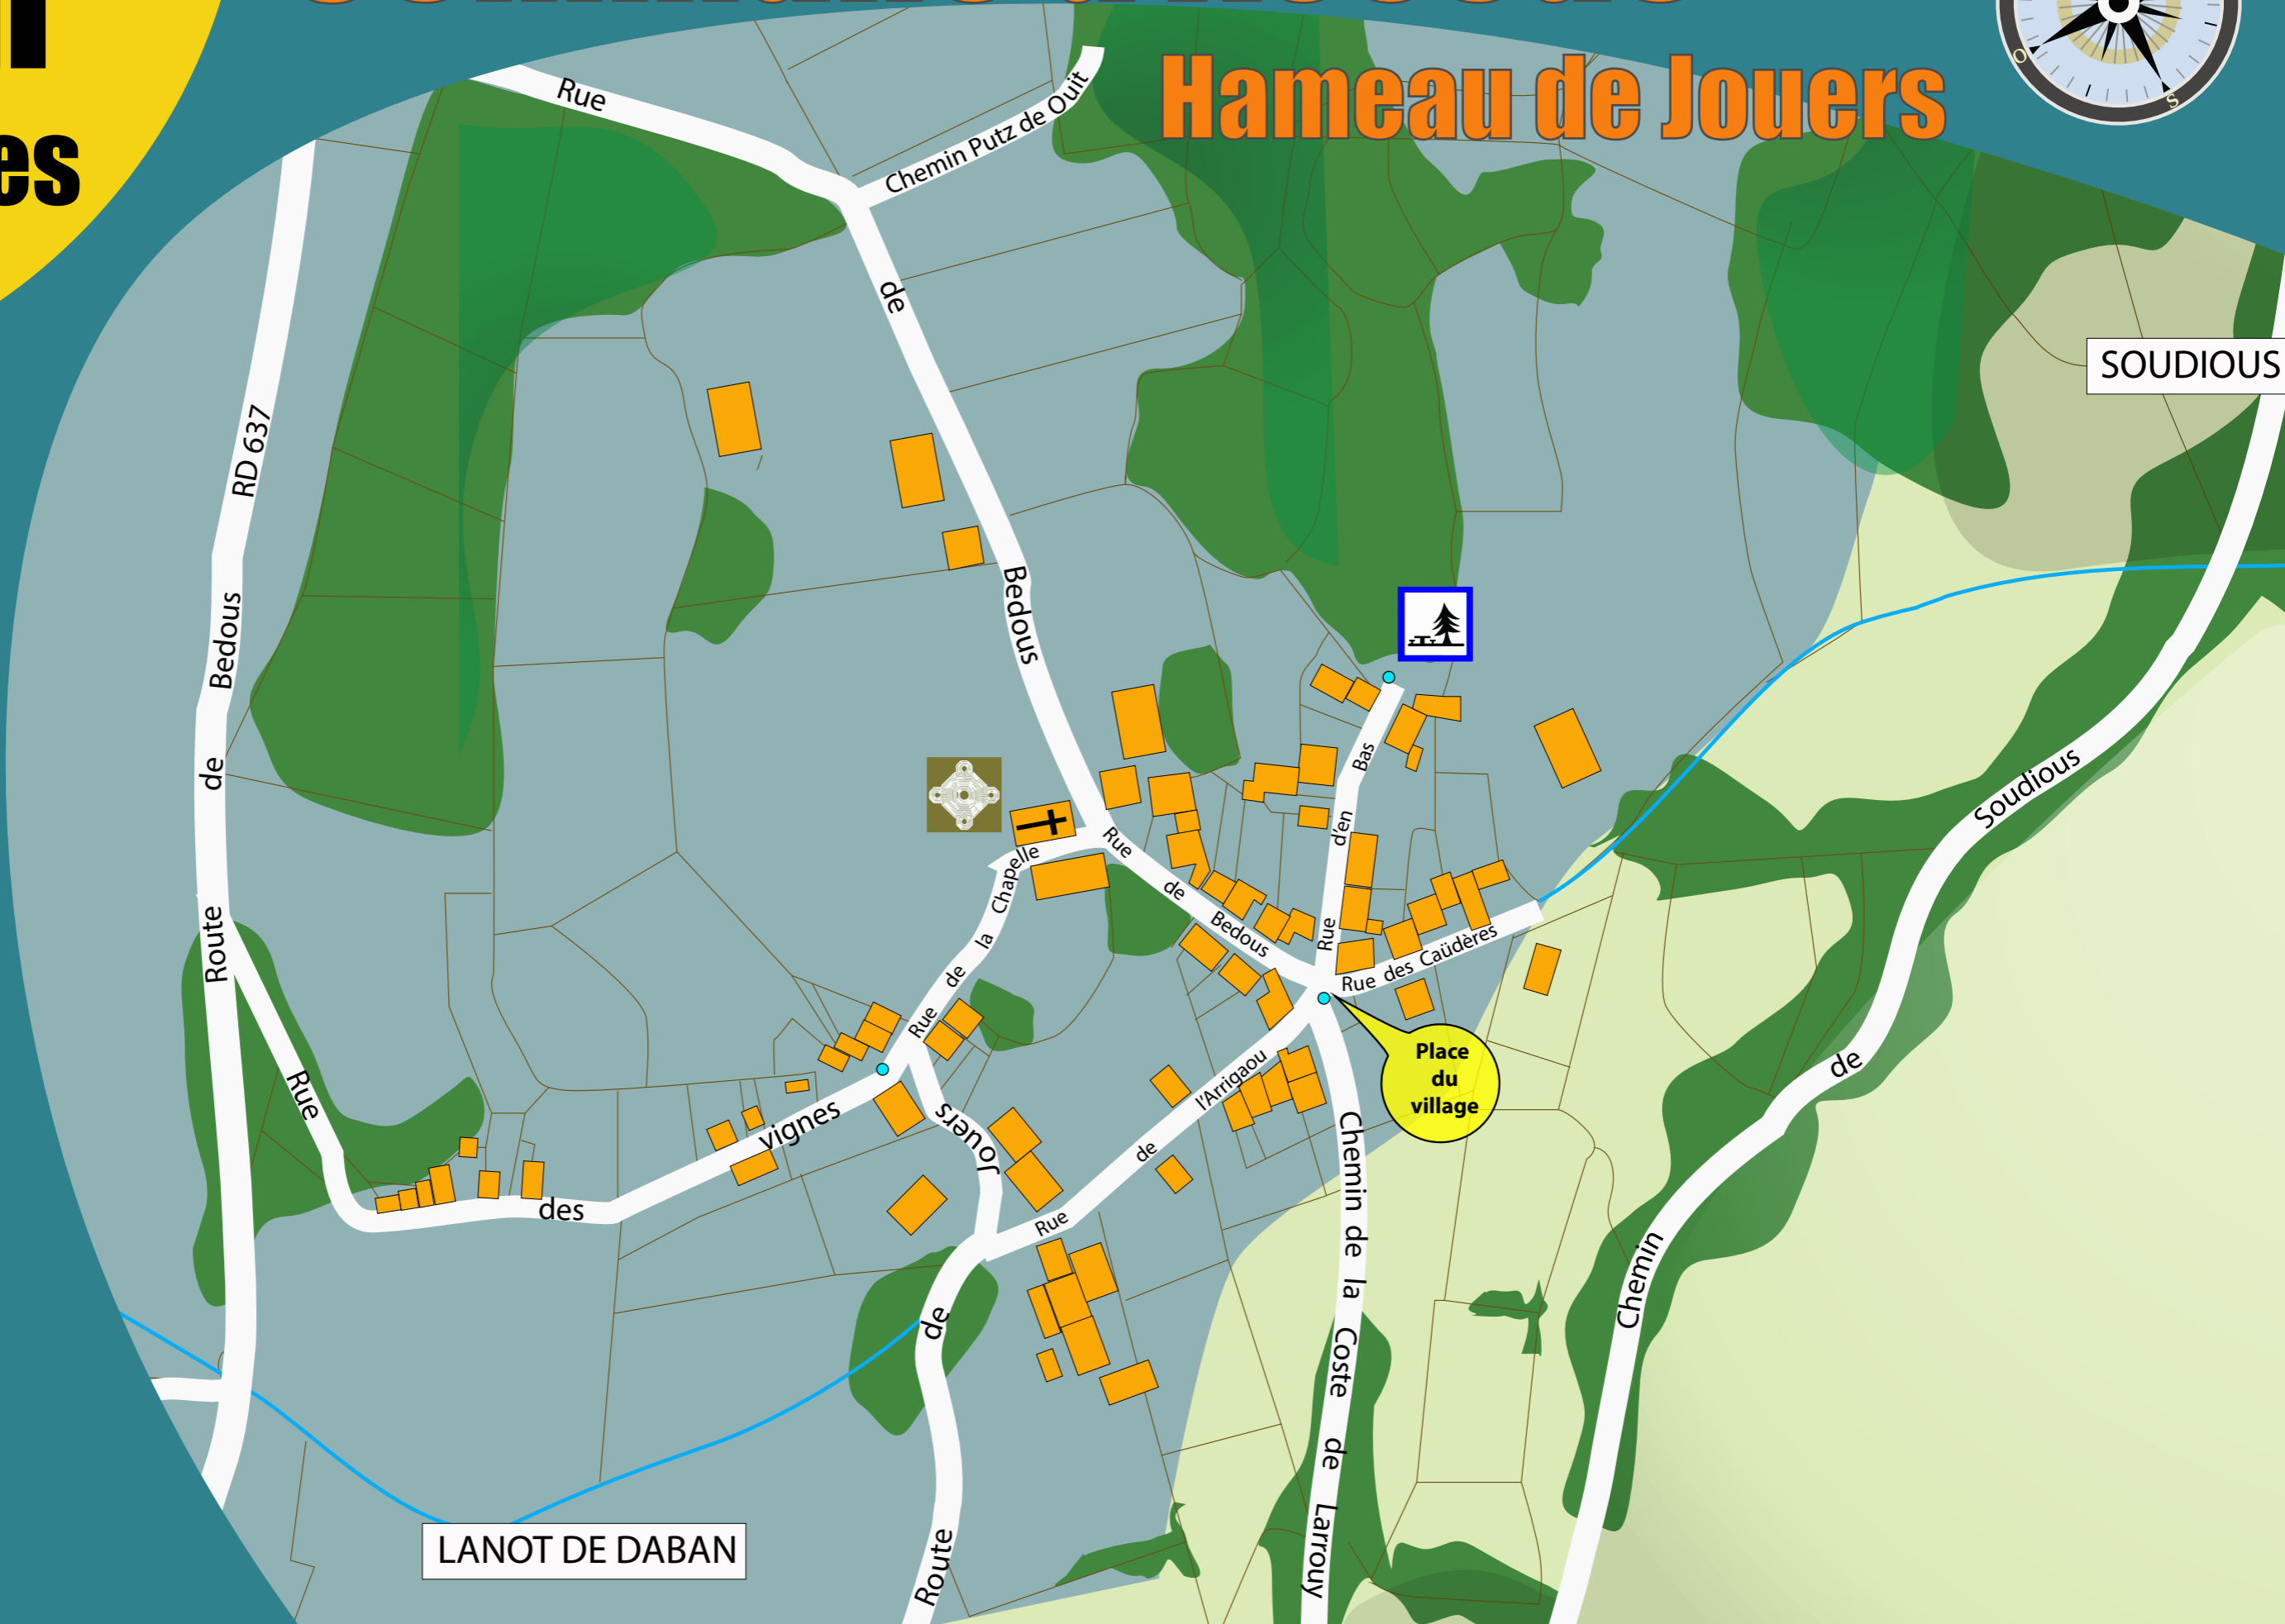 es
Hameau de Jouers
O
S
Rue de Bedous
Chemin Putz de Ouit
SOUDIOUS
Route de Bedous RD 637
Rue de Bedous
Rue d'en Bas
Rue des Caüdères
Rue de la Chapelle
Place
du
village
Rue des vignes
Rue de l'Arrigaou
Route de Jouers
Chemin de la Coste de Larrouy
Chemin de Soudious
LANOT DE DABAN